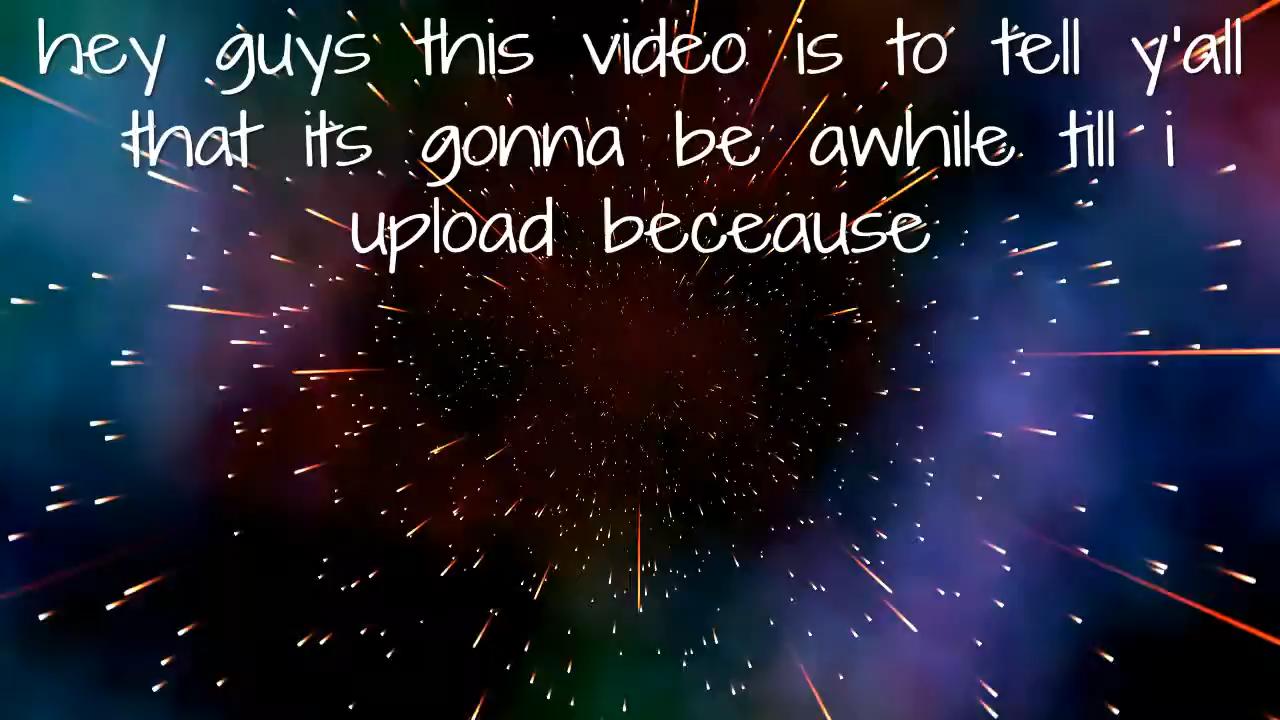 hey guys this video is to tell y'all
that its gonna be awhile till i
upload beceause